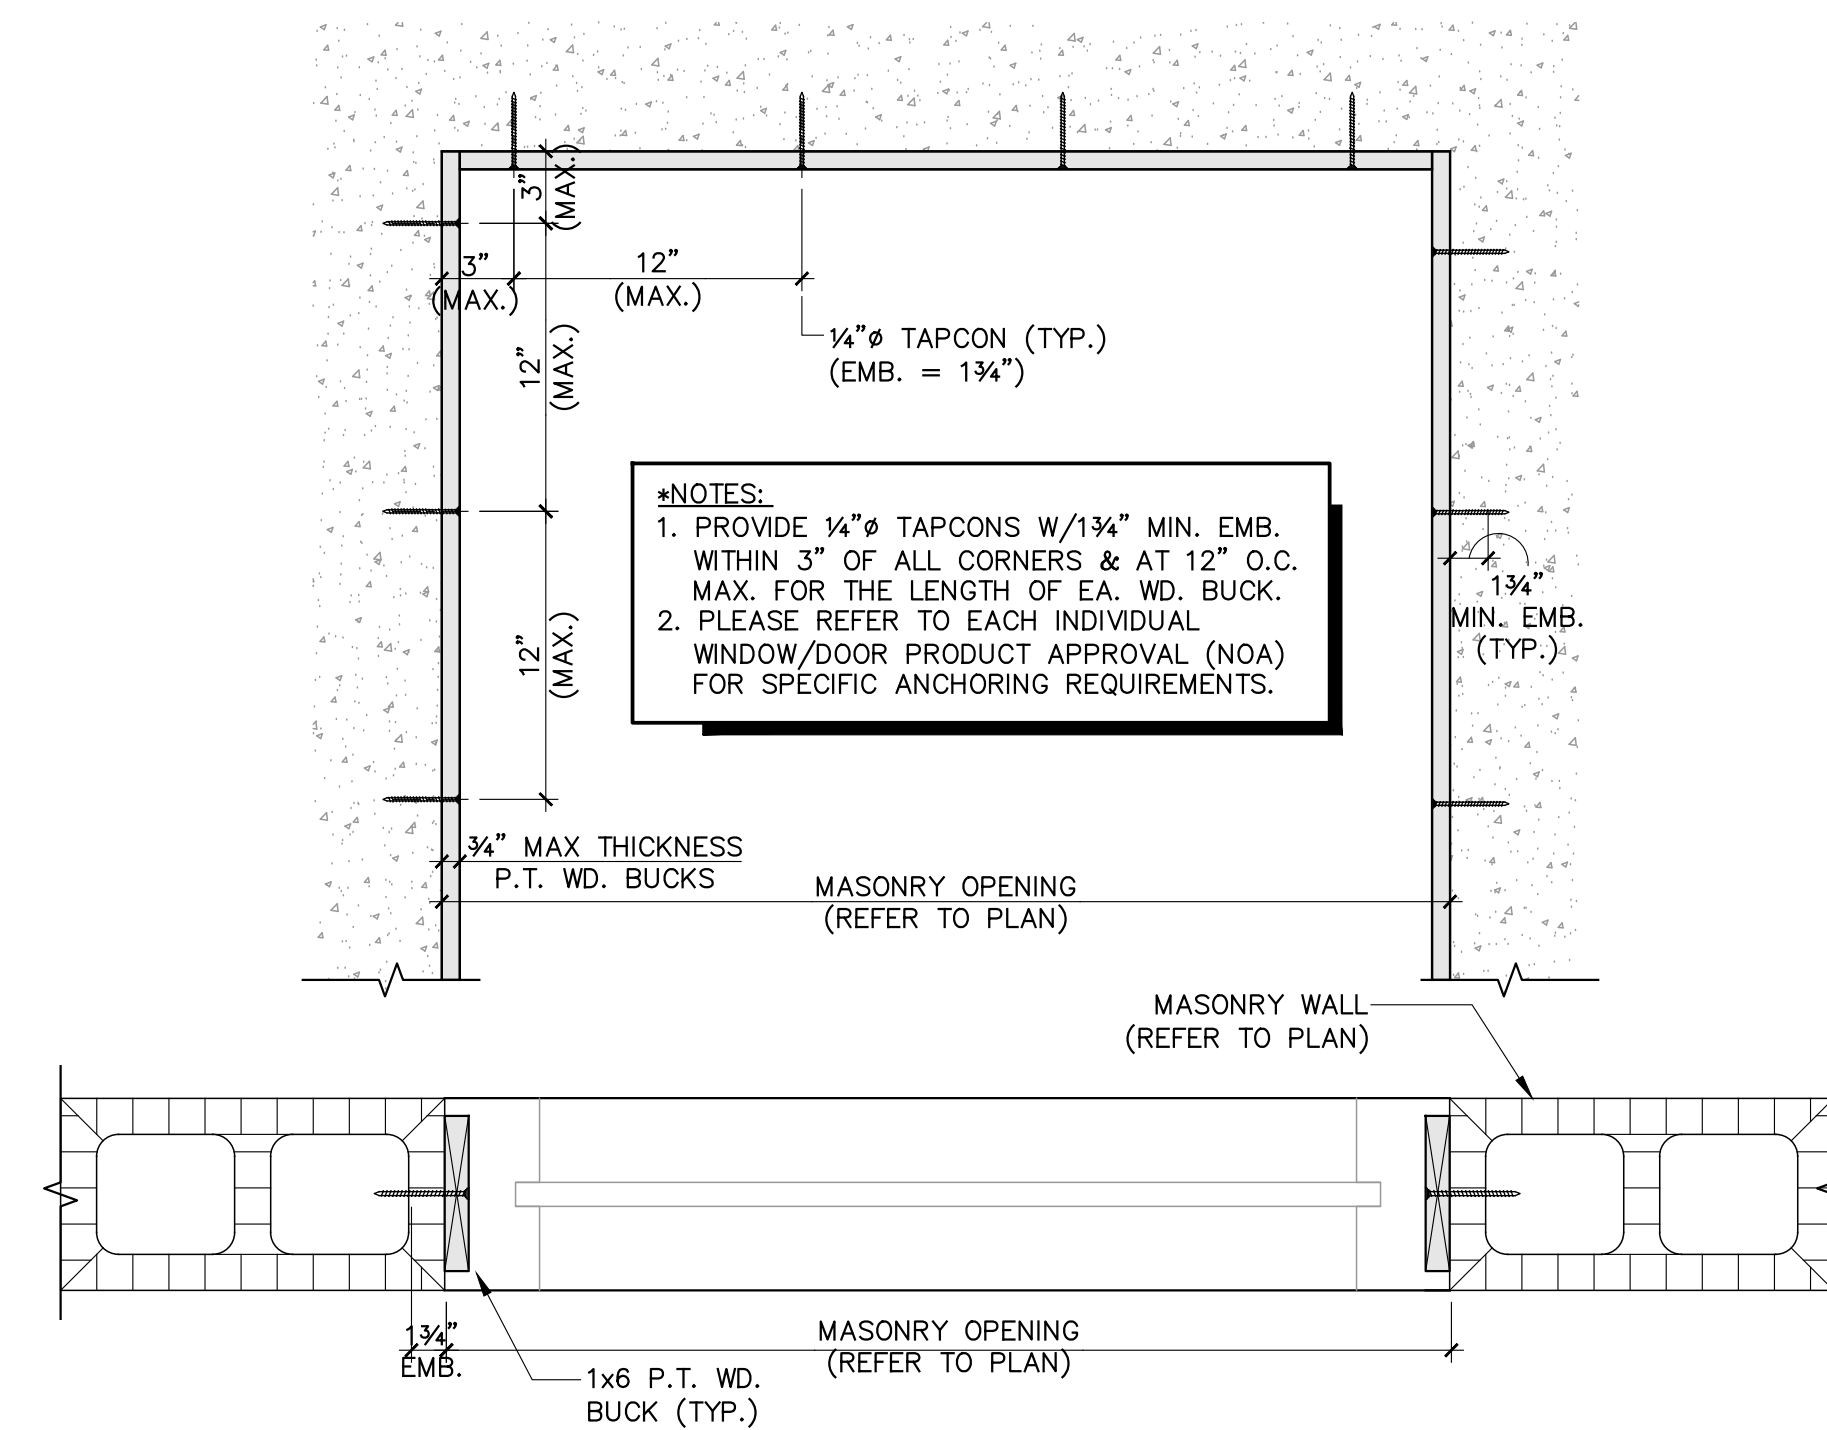 3”
(MAX.)
3”
(MAX.)
12”
(MAX.)
¼”ø TAPCON (TYP.)
(EMB. = 1¾”)
12”
(MAX.)
*NOTES:
1. PROVIDE ¼”ø TAPCONS W/1¾” MIN. EMB.
WITHIN 3” OF ALL CORNERS & AT 12” O.C.
MAX. FOR THE LENGTH OF EA. WD. BUCK.
2. PLEASE REFER TO EACH INDIVIDUAL
WINDOW/DOOR PRODUCT APPROVAL (NOA)
FOR SPECIFIC ANCHORING REQUIREMENTS.
1¾”
MIN. EMB.
(TYP.)
12”
(MAX.)
¾” MAX THICKNESS
P.T. WD. BUCKS
MASONRY OPENING
(REFER TO PLAN)
MASONRY WALL
(REFER TO PLAN)
1¾”
EMB.
MASONRY OPENING
(REFER TO PLAN)
1x6 P.T. WD.
BUCK (TYP.)